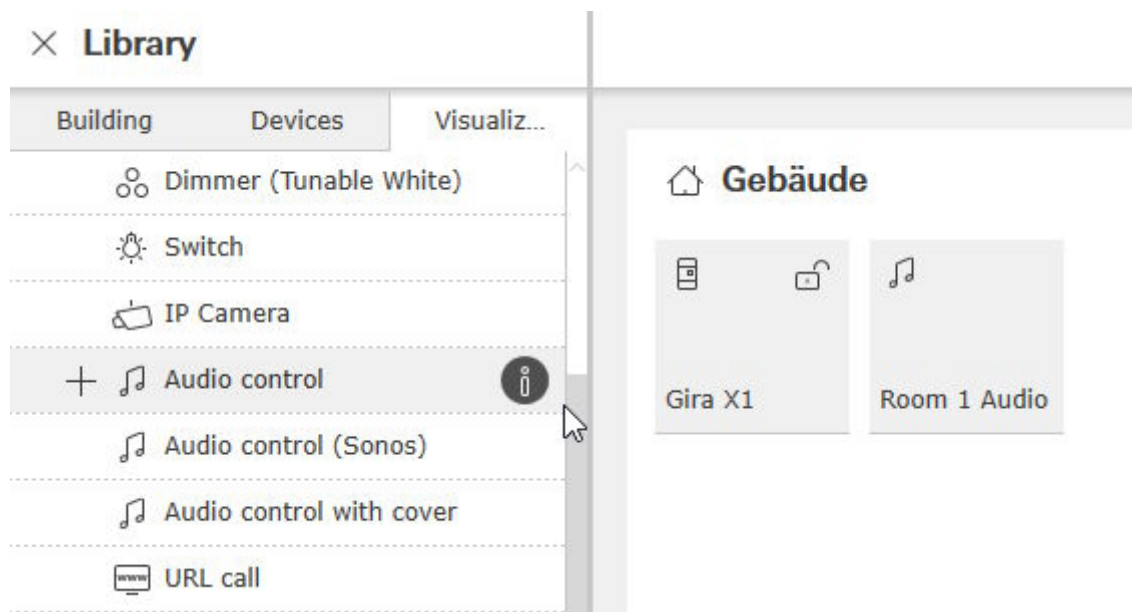 Library
Building Devices Visualiz...
Dimmer (Tunable White)
Switch
IP Camera
Audio control
Audio control (Sonos)
Audio control with cover
www URL call
Gebäude
Gira X1
Room 1 Audio